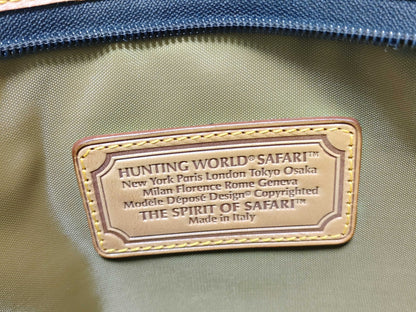 HUNTING WORLD® SAFARI™
New York Paris London Tokyo Osaka
Milan Florence Rome Geneva
Modèle Déposé Design® Copyrighted
THE SPIRIT OF SAFARI™
Made in Italy